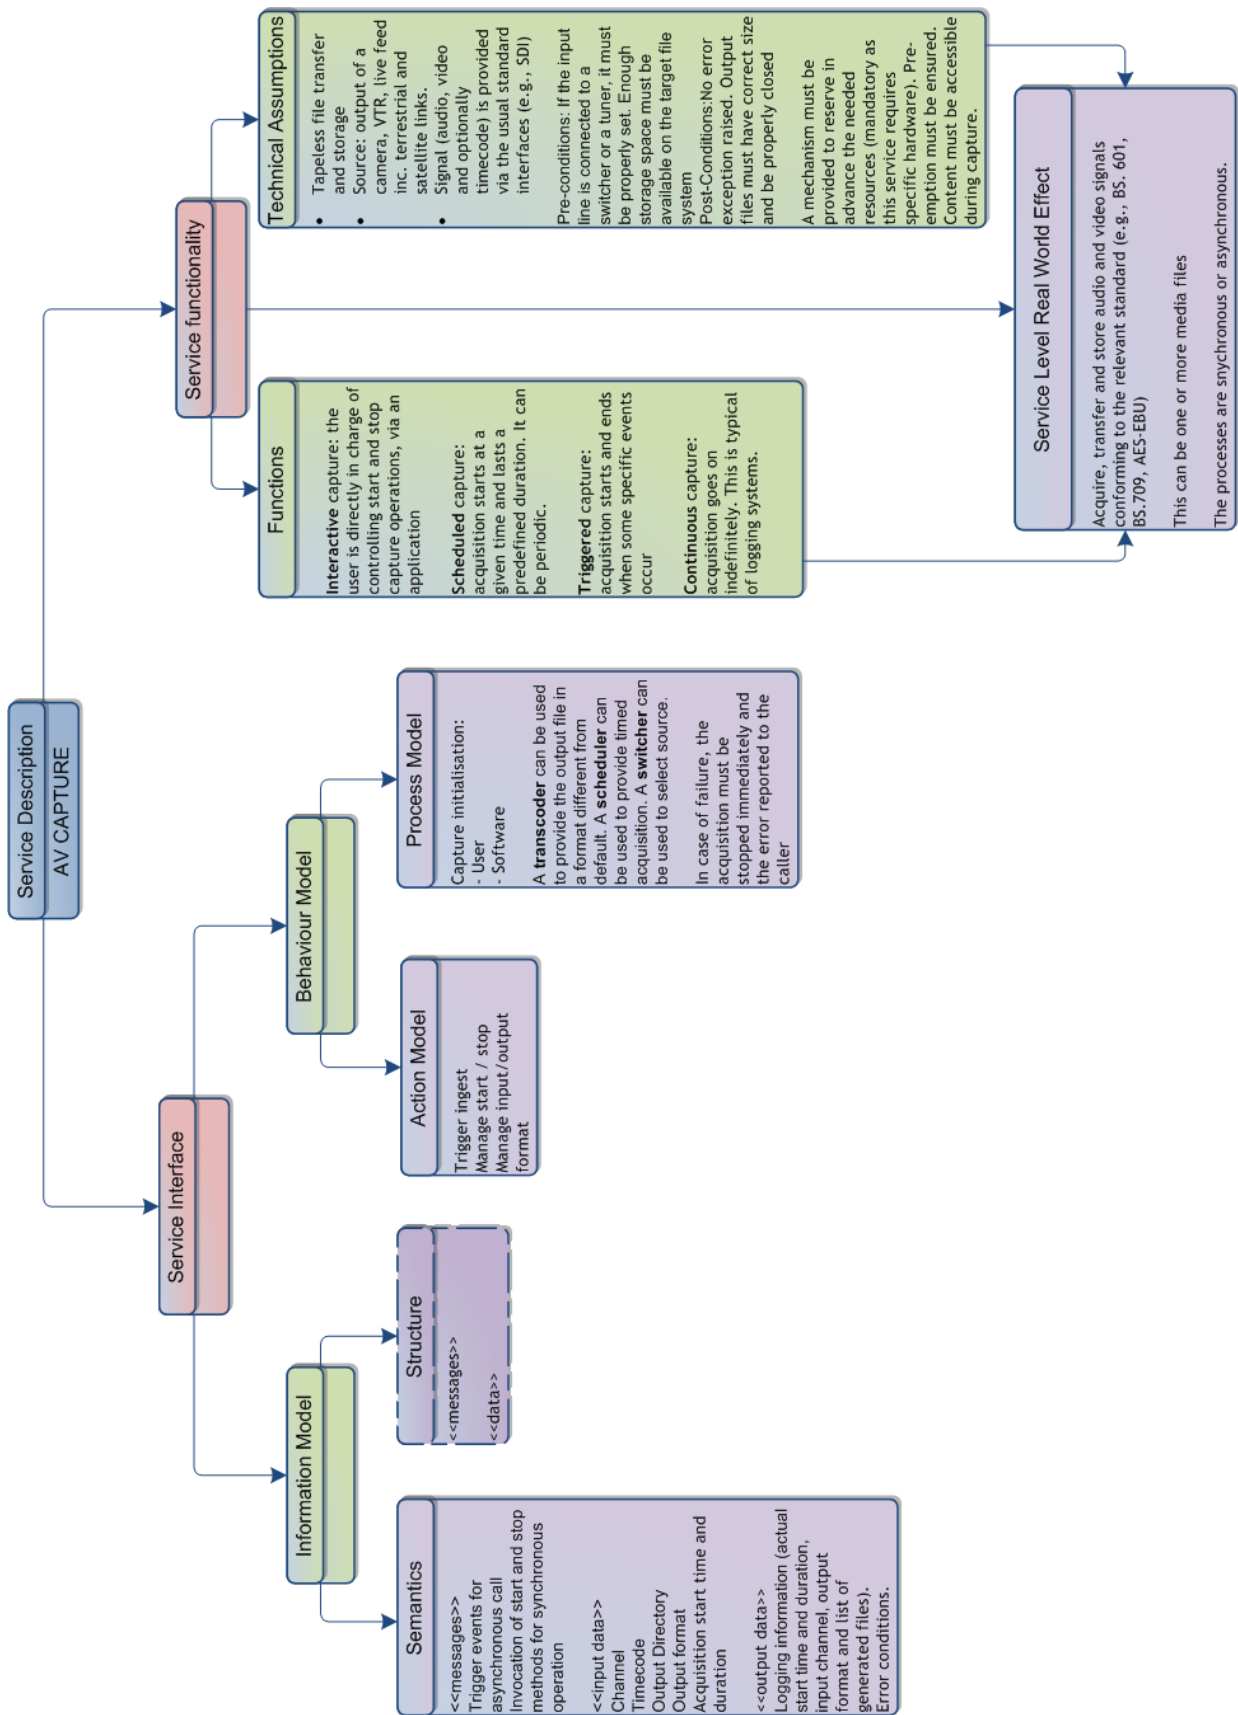 Service Description
AV CAPTURE
Service Interface
Service functionality
Information Model
Behaviour Model
Semantics
<<messages>>
Trigger events for
asynchronous call
Invocation of start and stop
methods for synchronous
operation
<<input data>>
Channel
Timecode
Output Directory
Output format
Acquisition start time and
duration
<<output data>>
Logging information (actual
start time and duration,
input channel, output
format and list of
generated files).
Error conditions.
Structure
<<messages>>
<<data>>
Action Model
Trigger ingest
Manage start / stop
Manage input/output
format
Process Model
Capture initialisation:
- User
- Software
A transcoder can be used
to provide the output file in
a format different from
default. A scheduler can
be used to provide timed
acquisition. A switcher can
be used to select source.
In case of failure, the
acquisition must be
stopped immediately and
the error reported to the
caller
Functions
Interactive capture: the
user is directly in charge of
controlling start and stop
capture operations, via an
application
Scheduled capture:
acquisition starts at a
given time and lasts a
predefined duration. It can
be periodic.
Triggered capture:
acquisition starts and ends
when some specific events
occur
Continuous capture:
acquisition goes on
indefinitely. This is typical
of logging systems.
Technical Assumptions
• Tapeless file transfer
and storage
• Source: output of a
camera, VTR, live feed
inc. terrestrial and
satellite links.
• Signal (audio, video
and optionally
timecode) is provided
via the usual standard
interfaces (e.g., SDI)
Pre-conditions: If the input
line is connected to a
switcher or a tuner, it must
be properly set. Enough
storage space must be
available on the target file
system
Post-Conditions:No error
exception raised. Output
files must have correct size
and be properly closed
A mechanism must be
provided to reserve in
advance the needed
resources (mandatory as
this service requires
specific hardware). Pre-
emption must be ensured.
Content must be accessible
during capture.
Service Level Real World Effect
Acquire, transfer and store audio and video signals
conforming to the relevant standard (e.g., BS. 601,
BS.709, AES-EBU)
This can be one or more media files
The processes are snychronous or asynchronous.